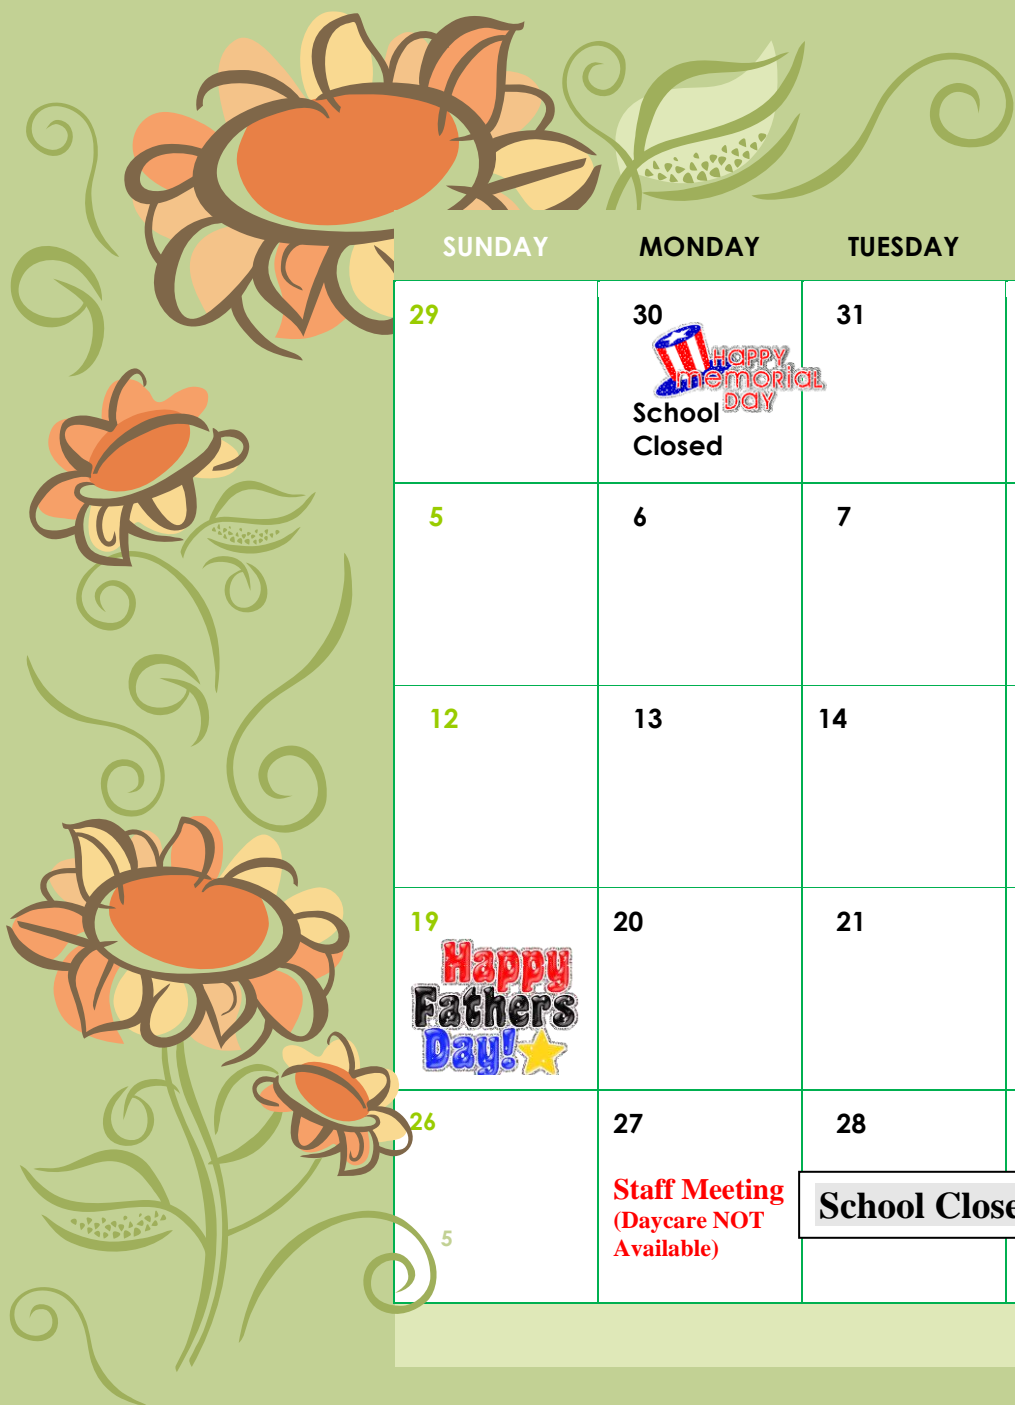 SUNDAY MONDAY TUESDAY
29 30 31
HAPPY
memorial
DAY
School
Closed
5 6 7
12 13 14
19 20 21
Happy
Fathers
Day!
26 27 28
Staff Meeting
(Daycare NOT
Available)
School Close
5